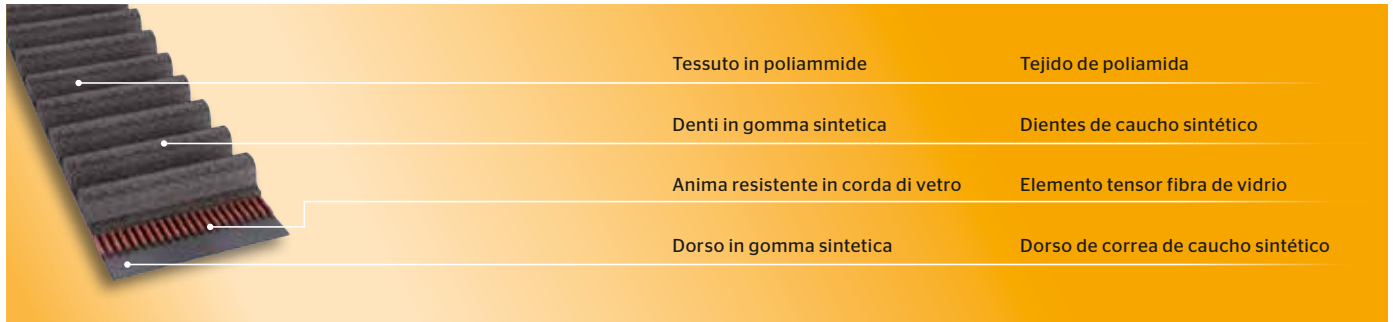 Tessuto in poliammide Tejido de poliamida
Denti in gomma sintetica Dientes de caucho sintético
Anima resistente in corda di vetro Elemento tensor fibra de vidrio
Dorso in gomma sintetica Dorso de correa de caucho sintético